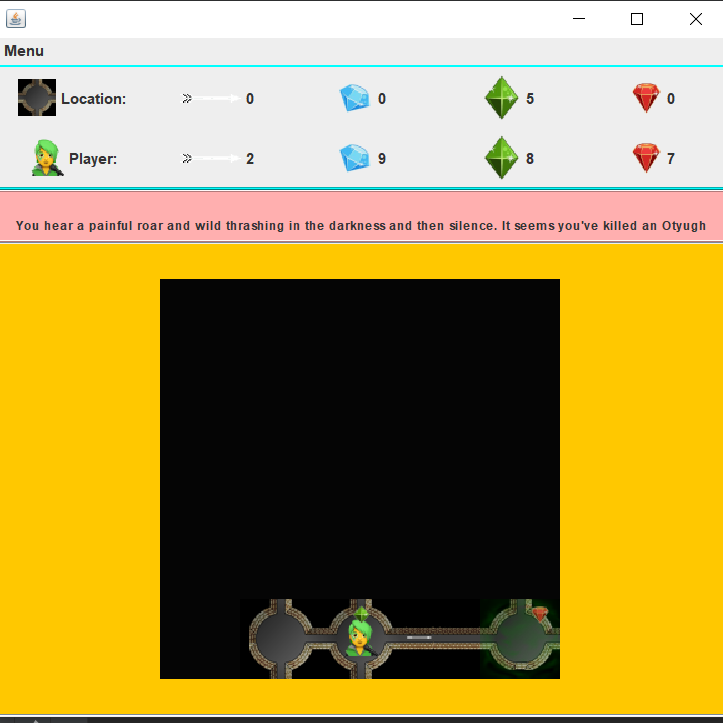 Menu
Location: 0 0 5 0
Player: 2 9 8 7
You hear a painful roar and wild thrashing in the darkness and then silence. It seems you've killed an Otyugh